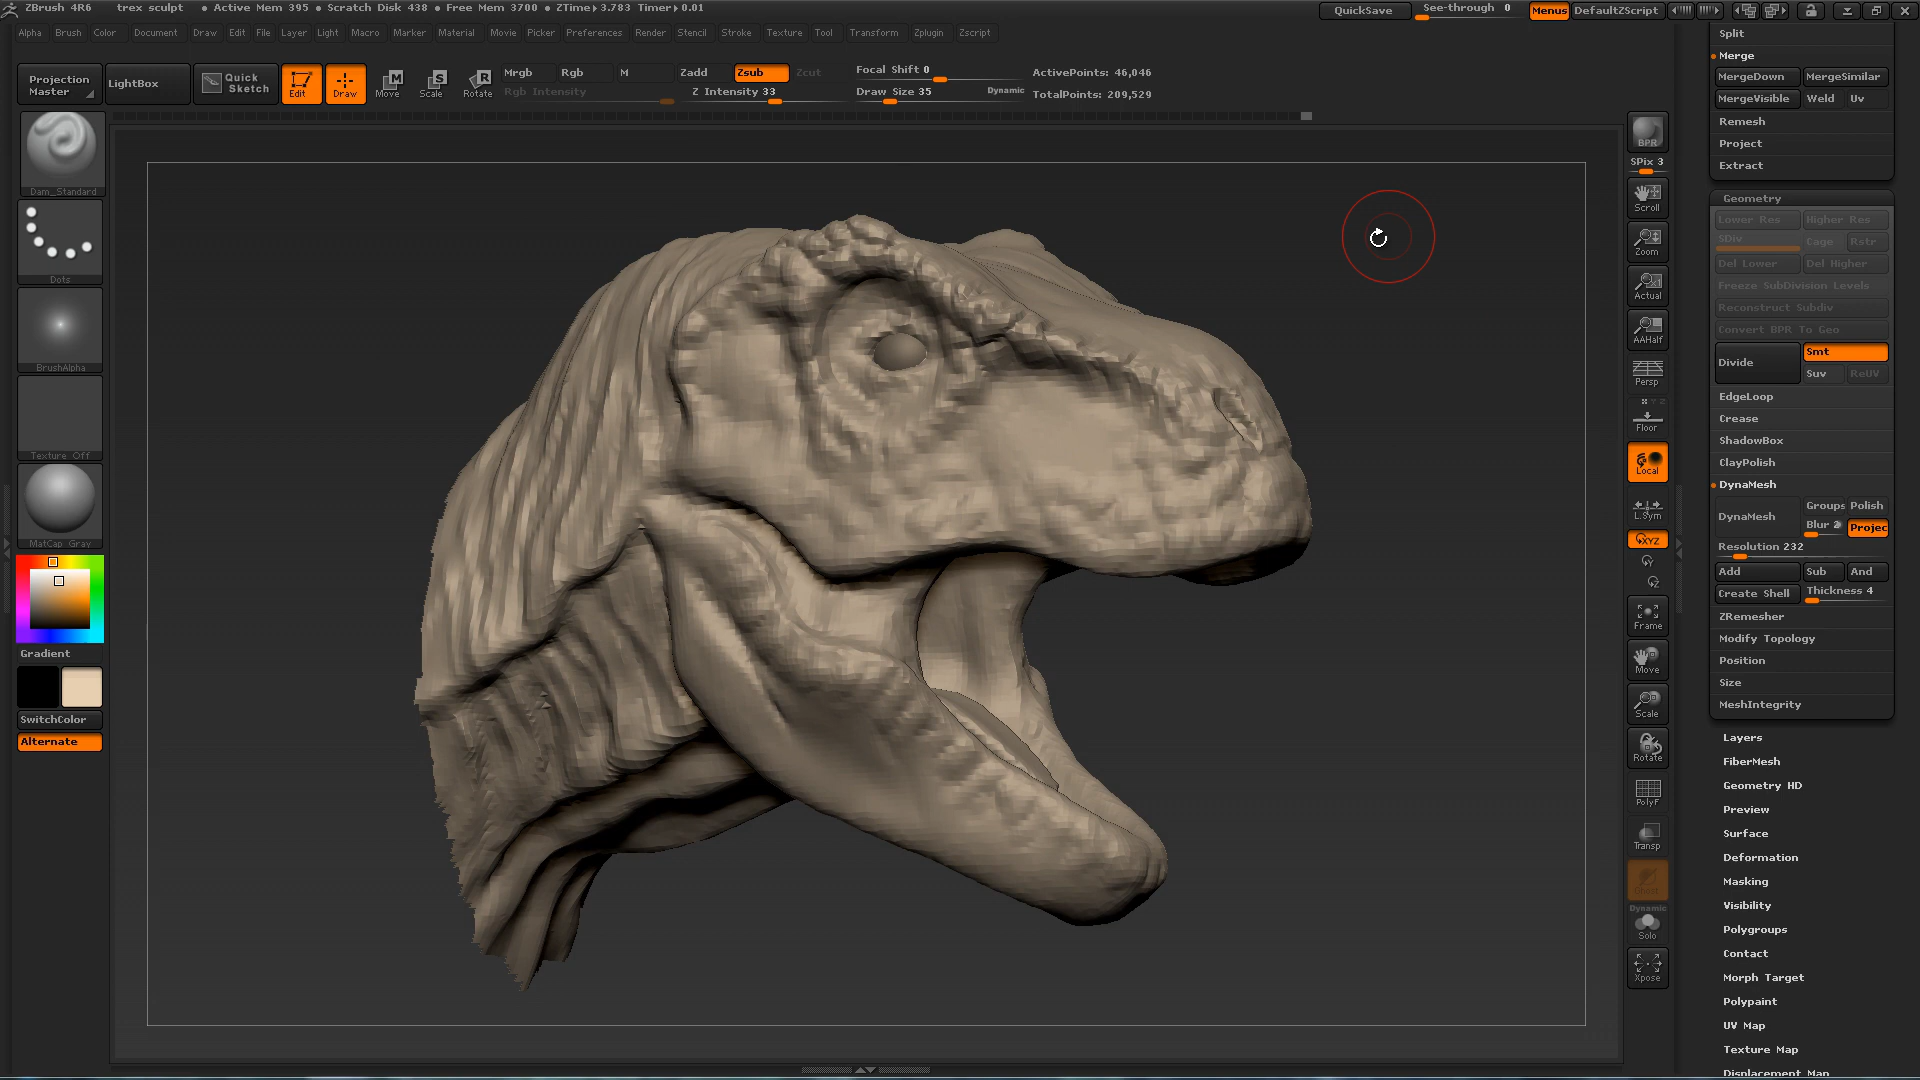 ZBrush 4R6 trex sculpt • Active Mem 395 • Scratch Disk 438 • Free Mem 3700 • ZTime▸3.783 Timer▸0.01
QuickSave See-through 0 Menus DefaultZScript
Alpha Brush Color Document Draw Edit File Layer Light Macro Marker Material Movie Picker Preferences Render Stencil Stroke Texture Tool Transform Zplugin Zscript
Projection Master
LightBox
Quick Sketch
Edit
Draw
Move
Scale
Rotate
Mrgb Rgb M
Rgb Intensity
Zadd Zsub Zcut
Z Intensity 33
Focal Shift 0
Draw Size 35 Dynamic
ActivePoints: 46,046
TotalPoints: 209,529
Dam_Standard
Dots
BrushAlpha
Texture Off
MatCap Gray
Gradient
SwitchColor
Alternate
BPR
SPix 3
Scroll
Zoom
Actual
AAHalf
Persp
Floor
Local
L.Sym
XYZ
Y
Z
Frame
Move
Scale
Rotate
PolyF
Transp
Ghost
Dynamic
Solo
Xpose
Split
Merge
MergeDown MergeSimilar
MergeVisible Weld Uv
Remesh
Project
Extract
Geometry
Lower Res Higher Res
SDiv Cage Rstr
Del Lower Del Higher
Freeze SubDivision Levels
Reconstruct Subdiv
Convert BPR To Geo
Divide Smt
Suv ReUV
EdgeLoop
Crease
ShadowBox
ClayPolish
DynaMesh
DynaMesh Groups Polish
Blur 2 Projec
Resolution 232
Add Sub And
Create Shell Thickness 4
ZRemesher
Modify Topology
Position
Size
MeshIntegrity
Layers
FiberMesh
Geometry HD
Preview
Surface
Deformation
Masking
Visibility
Polygroups
Contact
Morph Target
Polypaint
UV Map
Texture Map
Displacement Map